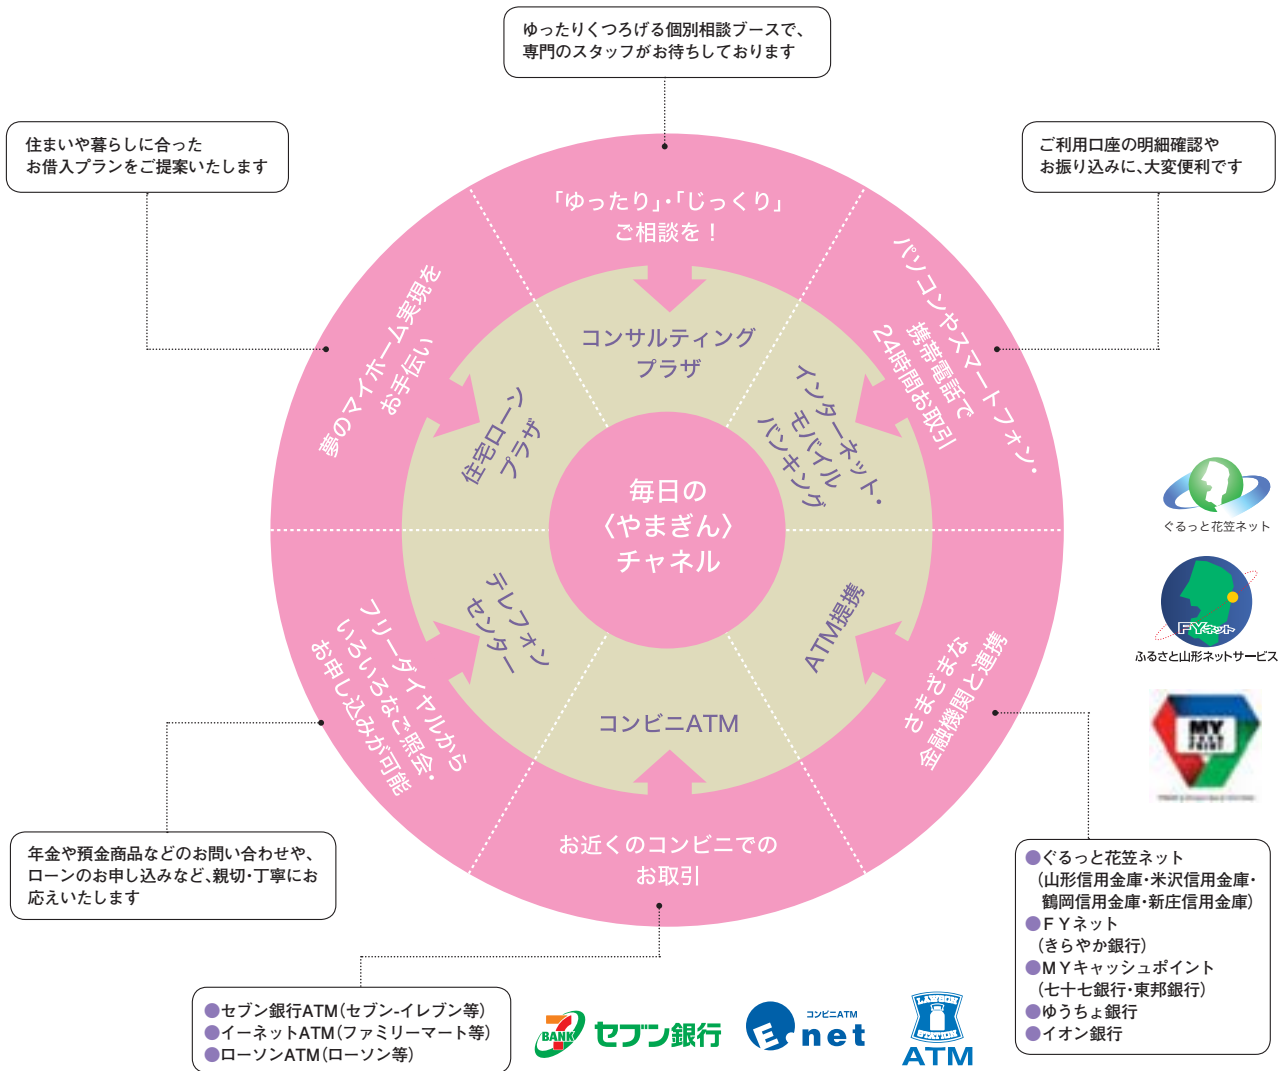 ゆったりくつろげる個別相談ブースで、
専門のスタッフがお待ちしております
住まいや暮らしに合った
お借入プランをご提案いたします
ご利用口座の明細確認や
お振り込みに、大変便利です
「ゆったり」・「じっくり」
ご相談を！
コンサルティング
プラザ
夢のマイホーム実現を
お手伝い
住宅ローン
プラザ
パソコンやスマートフォン・
携帯電話で
24時間お取引
インターネット・
モバイル
バンキング
毎日の
〈やまぎん〉
チャネル
フリーダイヤルから
いろいろなご照会・
お申し込みが可能
テレフォン
センター
ATM提携
さまざまな
金融機関と連携
コンビニATM
お近くのコンビニでの
お取引
ぐるっと花笠ネット
FYネット
ふるさと山形ネットサービス
MY
CASH
POINT
年金や預金商品などのお問い合わせや、
ローンのお申し込みなど、親切・丁寧にお
応えいたします
●ぐるっと花笠ネット
（山形信用金庫・米沢信用金庫・
鶴岡信用金庫・新庄信用金庫）
●ＦＹネット
（きらやか銀行）
●ＭＹキャッシュポイント
（七十七銀行・東邦銀行）
●ゆうちょ銀行
●イオン銀行
●セブン銀行ATM（セブン-イレブン等）
●イーネットATM（ファミリーマート等）
●ローソンATM（ローソン等）
7
BANK
セブン銀行
コンビニATM
E.net
LAWSON
STATION
ATM